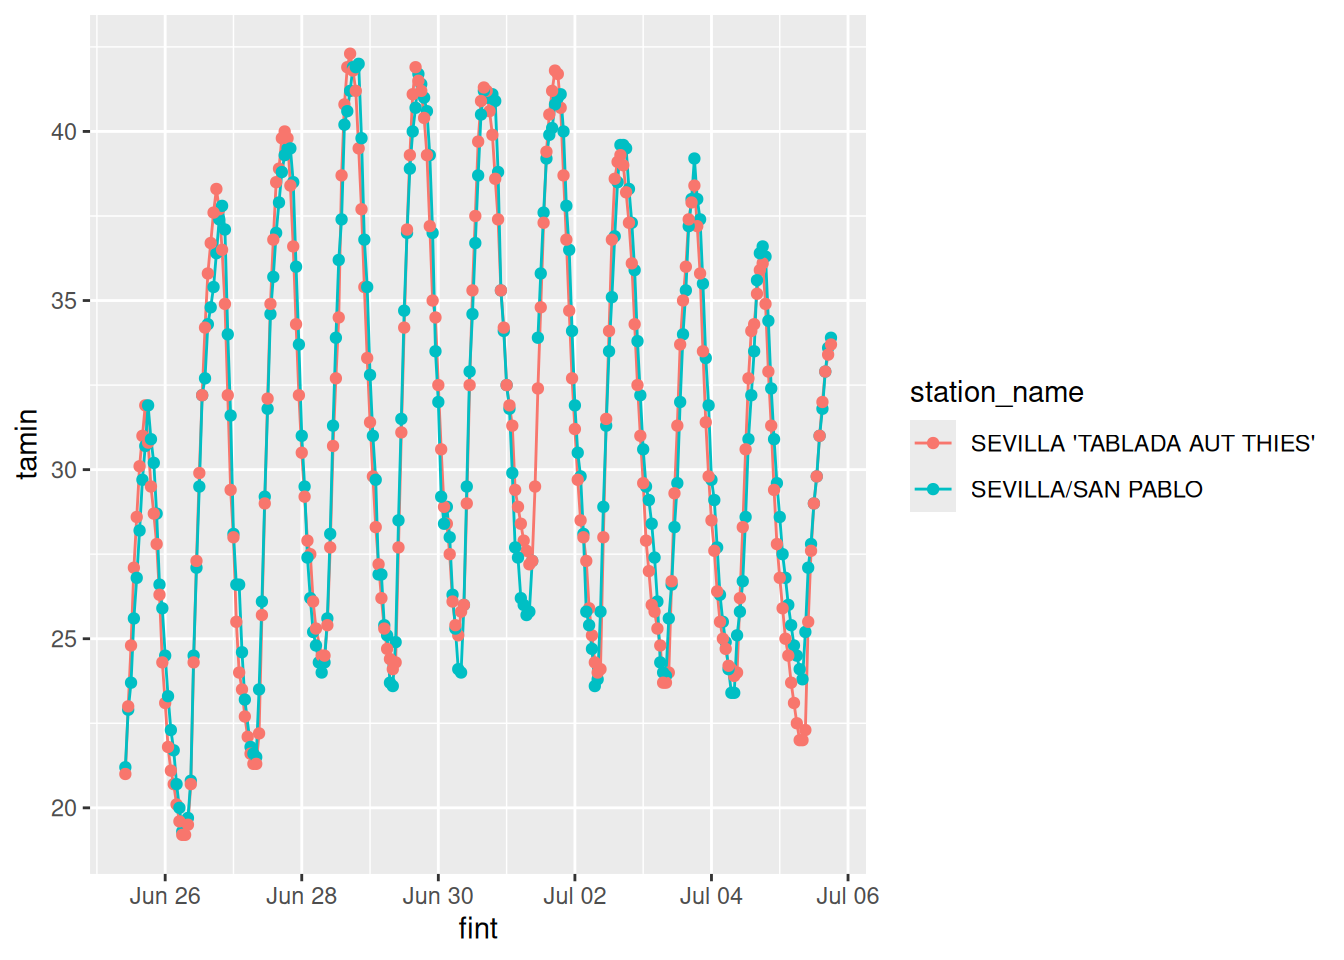 40
35
30
25
20
tamin
Jun 26 Jun 28 Jun 30 Jul 02 Jul 04 Jul 06
fint
station_name
SEVILLA 'TABLADA AUT THIES'
SEVILLA/SAN PABLO